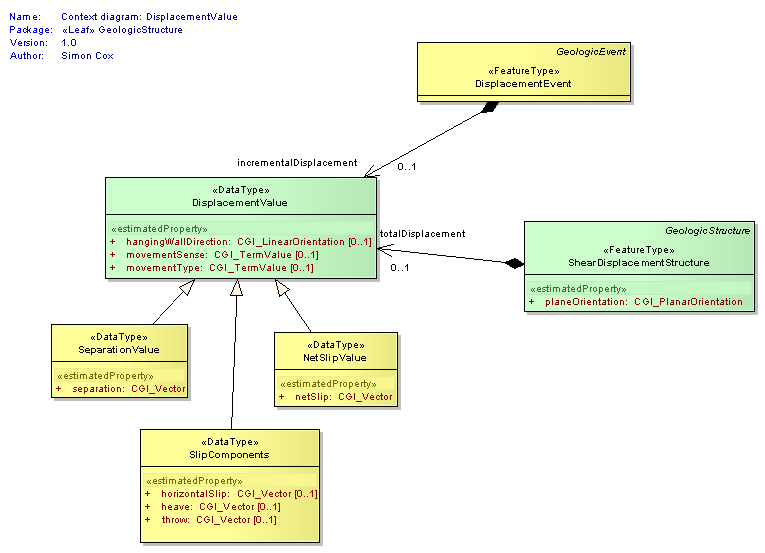 Name: Context diagram: DisplacementValue
Package: «Leaf» GeologicStructure
Version: 1.0
Author: Simon Cox
GeologicEvent
«FeatureType»
DisplacementEvent
incrementalDisplacement
0..1
«DataType»
DisplacementValue
«estimatedProperty»
+ hangingWallDirection: CGI_LinearOrientation [0..1]
+ movementSense: CGI_TermValue [0..1]
+ movementType: CGI_TermValue [0..1]
totalDisplacement
0..1
GeologicStructure
«FeatureType»
ShearDisplacementStructure
«estimatedProperty»
+ planeOrientation: CGI_PlanarOrientation
«DataType»
SeparationValue
«estimatedProperty»
+ separation: CGI_Vector
«DataType»
NetSlipValue
«estimatedProperty»
+ netSlip: CGI_Vector
«DataType»
SlipComponents
«estimatedProperty»
+ horizontalSlip: CGI_Vector [0..1]
+ heave: CGI_Vector [0..1]
+ throw: CGI_Vector [0..1]